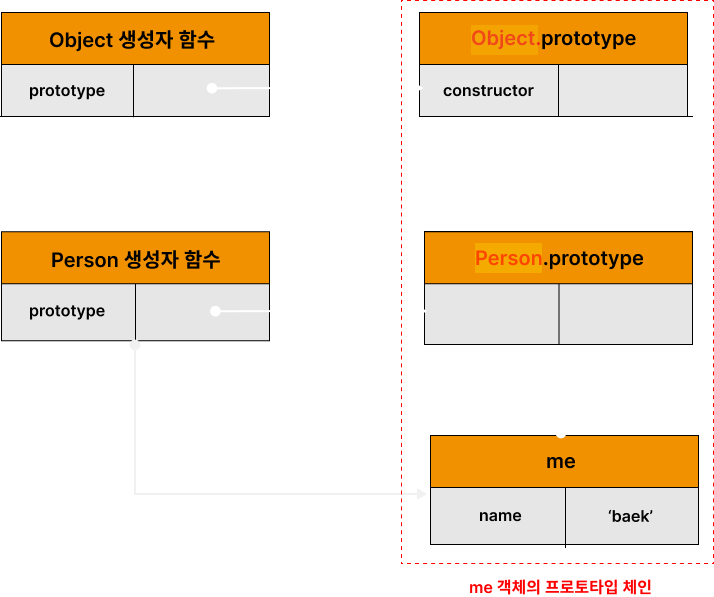 Object 생성자 함수
Object.prototype
prototype
constructor
Person 생성자 함수
Person.prototype
prototype
me
name
‘baek’
me 객체의 프로토타입 체인